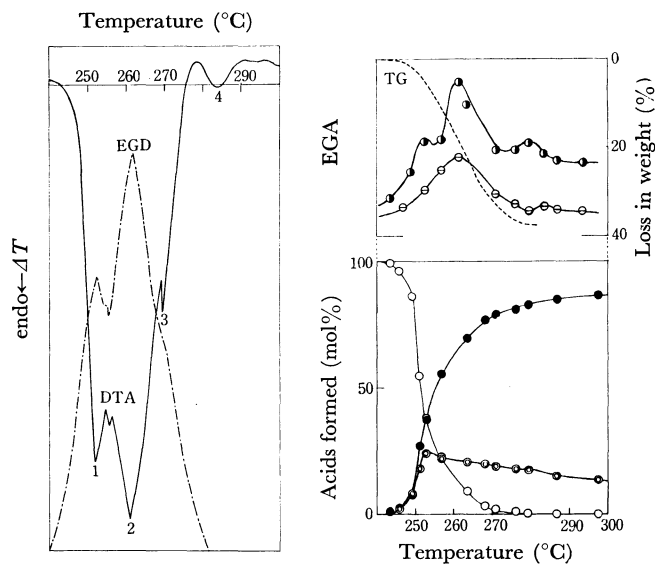 Temperature (°C)
250 260 270 290
4
EGD
endo←ΔT
3
DTA
1
2
TG
EGA
0
20
40
Loss in weight (%)
100
50
0
Acids formed (mol%)
250 260 270 290 300
Temperature (°C)